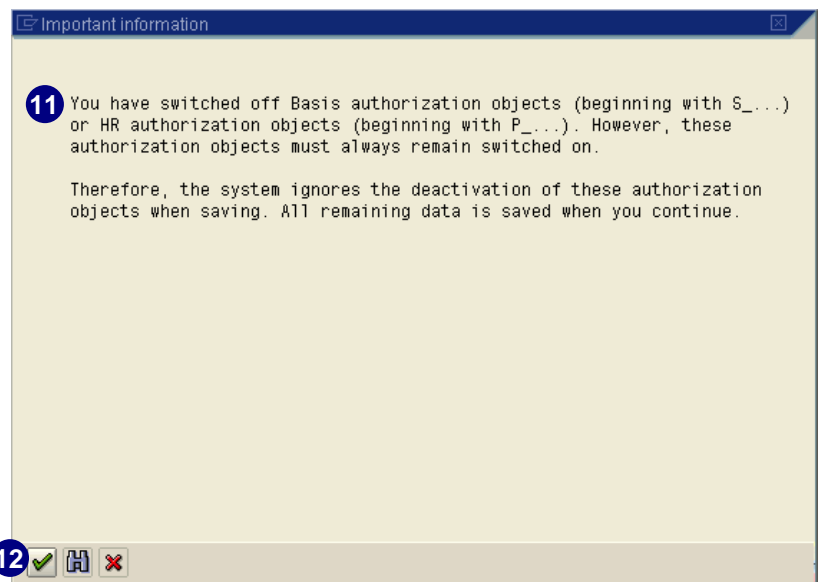 Important information
11 You have switched off Basis authorization objects (beginning with S_...)
or HR authorization objects (beginning with P_...). However, these
authorization objects must always remain switched on.
Therefore, the system ignores the deactivation of these authorization
objects when saving. All remaining data is saved when you continue.
12